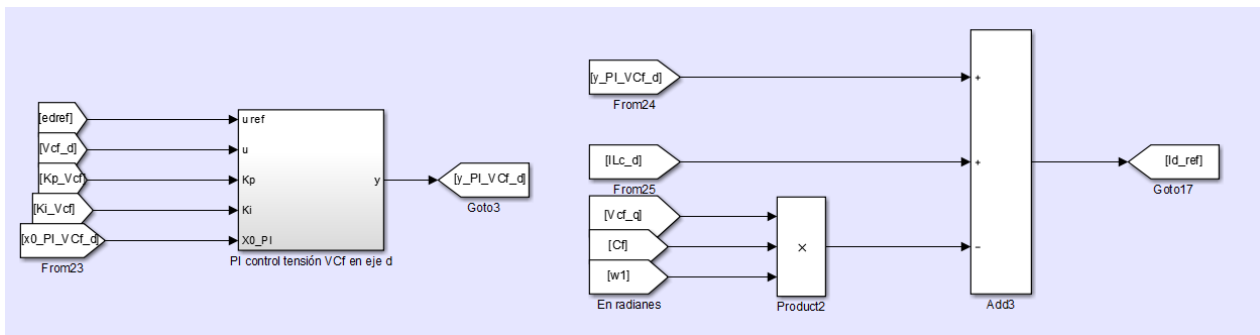 [edref]
[Vcf_d]
[Kp_Vcf]
[Ki_Vcf]
[x0_PI_VCf_d]
From23
u ref
u
Kp
Ki
X0_PI
y
PI control tensión VCf en eje d
[y_PI_VCf_d]
Goto3
[y_PI_VCf_d]
From24
[ILc_d]
From25
[Vcf_q]
[Cf]
[w1]
En radianes
×
Product2
+
+
−
Add3
[Id_ref]
Goto17